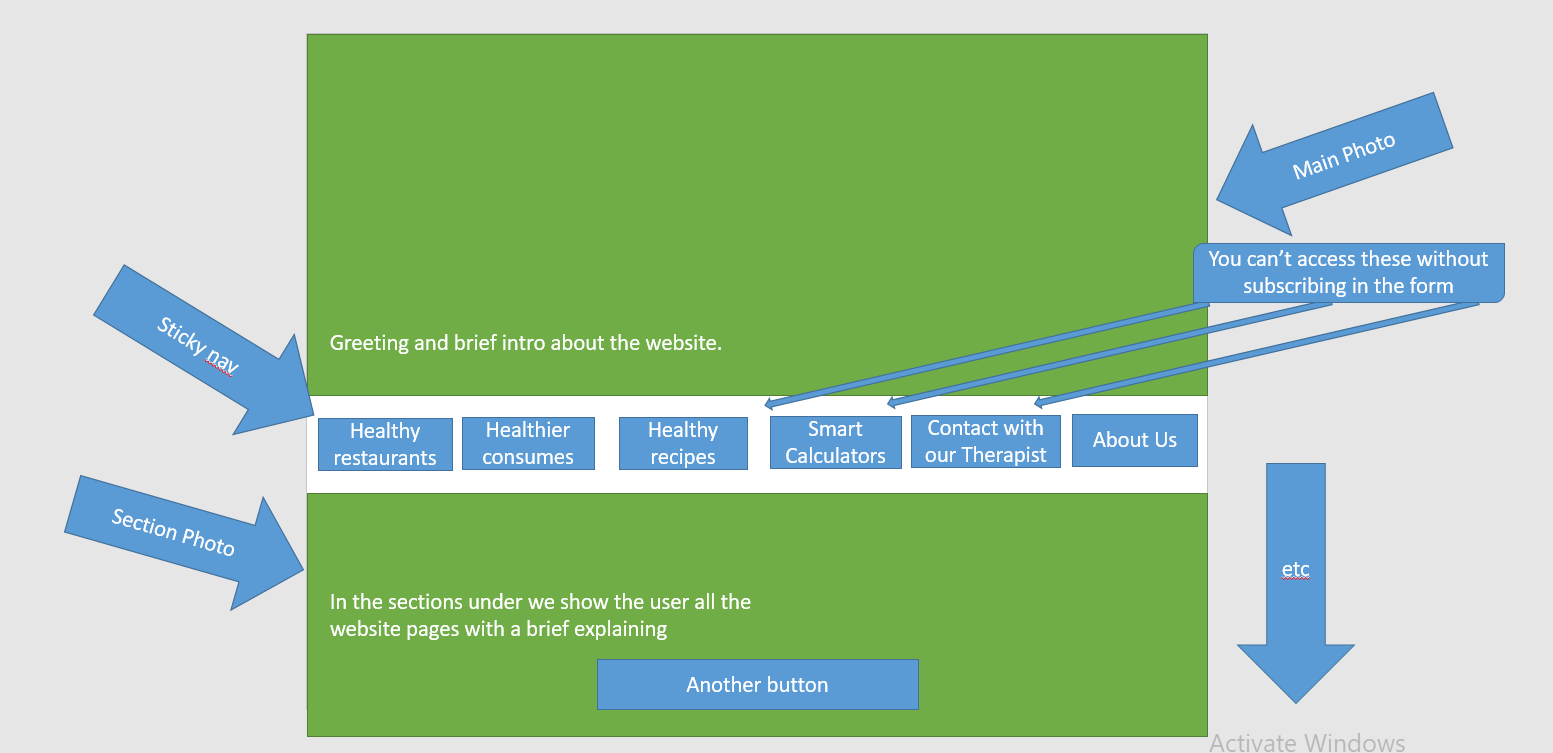 Main Photo
You can't access these without
subscribing in the form
Sticky nav
Greeting and brief intro about the website.
Healthy
restaurants
Healthier
consumes
Healthy
recipes
Smart
Calculators
Contact with
our Therapist
About Us
Section Photo
etc
In the sections under we show the user all the
website pages with a brief explaining
Another button
Activate Windows